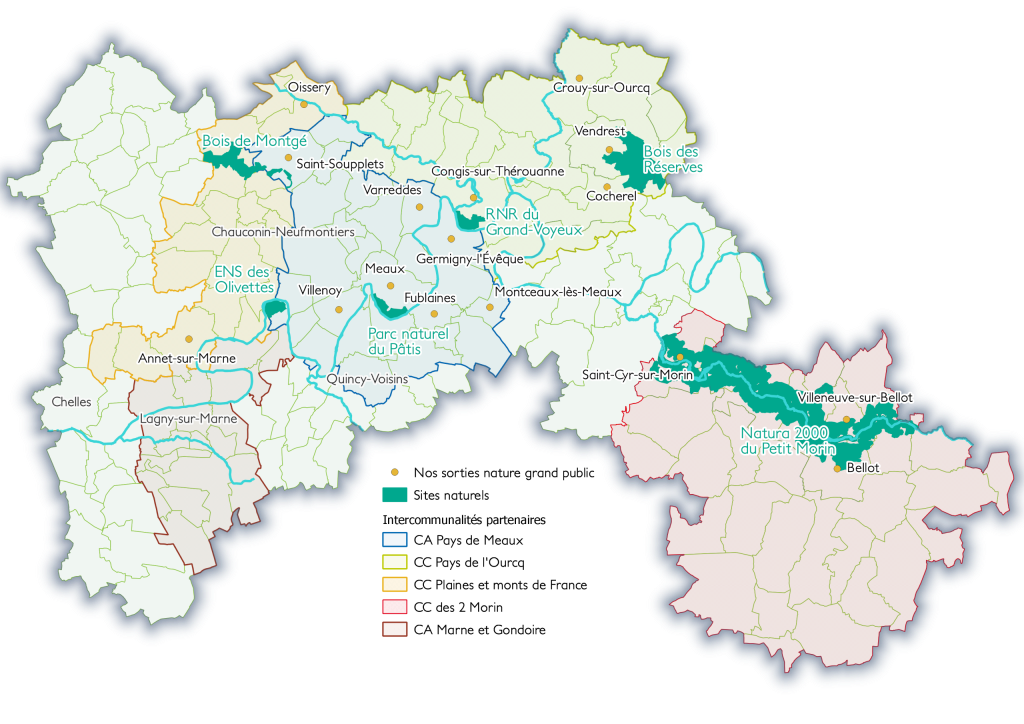 Oissery
Crouy-sur-Ourcq
Bois de Montgé
Vendrest
Saint-Soupplets
Bois des
Réserves
Congis-sur-Thérouanne
Varreddes
Cocherel
RNR du
Grand-Voyeux
Chauconin-Neufmontiers
Germigny-l'Évêque
ENS des
Olivettes
Meaux
Villenoy
Fublaines
Montceaux-lès-Meaux
Parc naturel
du Pâtis
Annet-sur-Marne
Quincy-Voisins
Saint-Cyr-sur-Morin
Chelles
Lagny-sur-Marne
Villeneuve-sur-Bellot
Natura 2000
du Petit Morin
Bellot
Nos sorties nature grand public
Sites naturels
Intercommunalités partenaires
CA Pays de Meaux
CC Pays de l'Ourcq
CC Plaines et monts de France
CC des 2 Morin
CA Marne et Gondoire